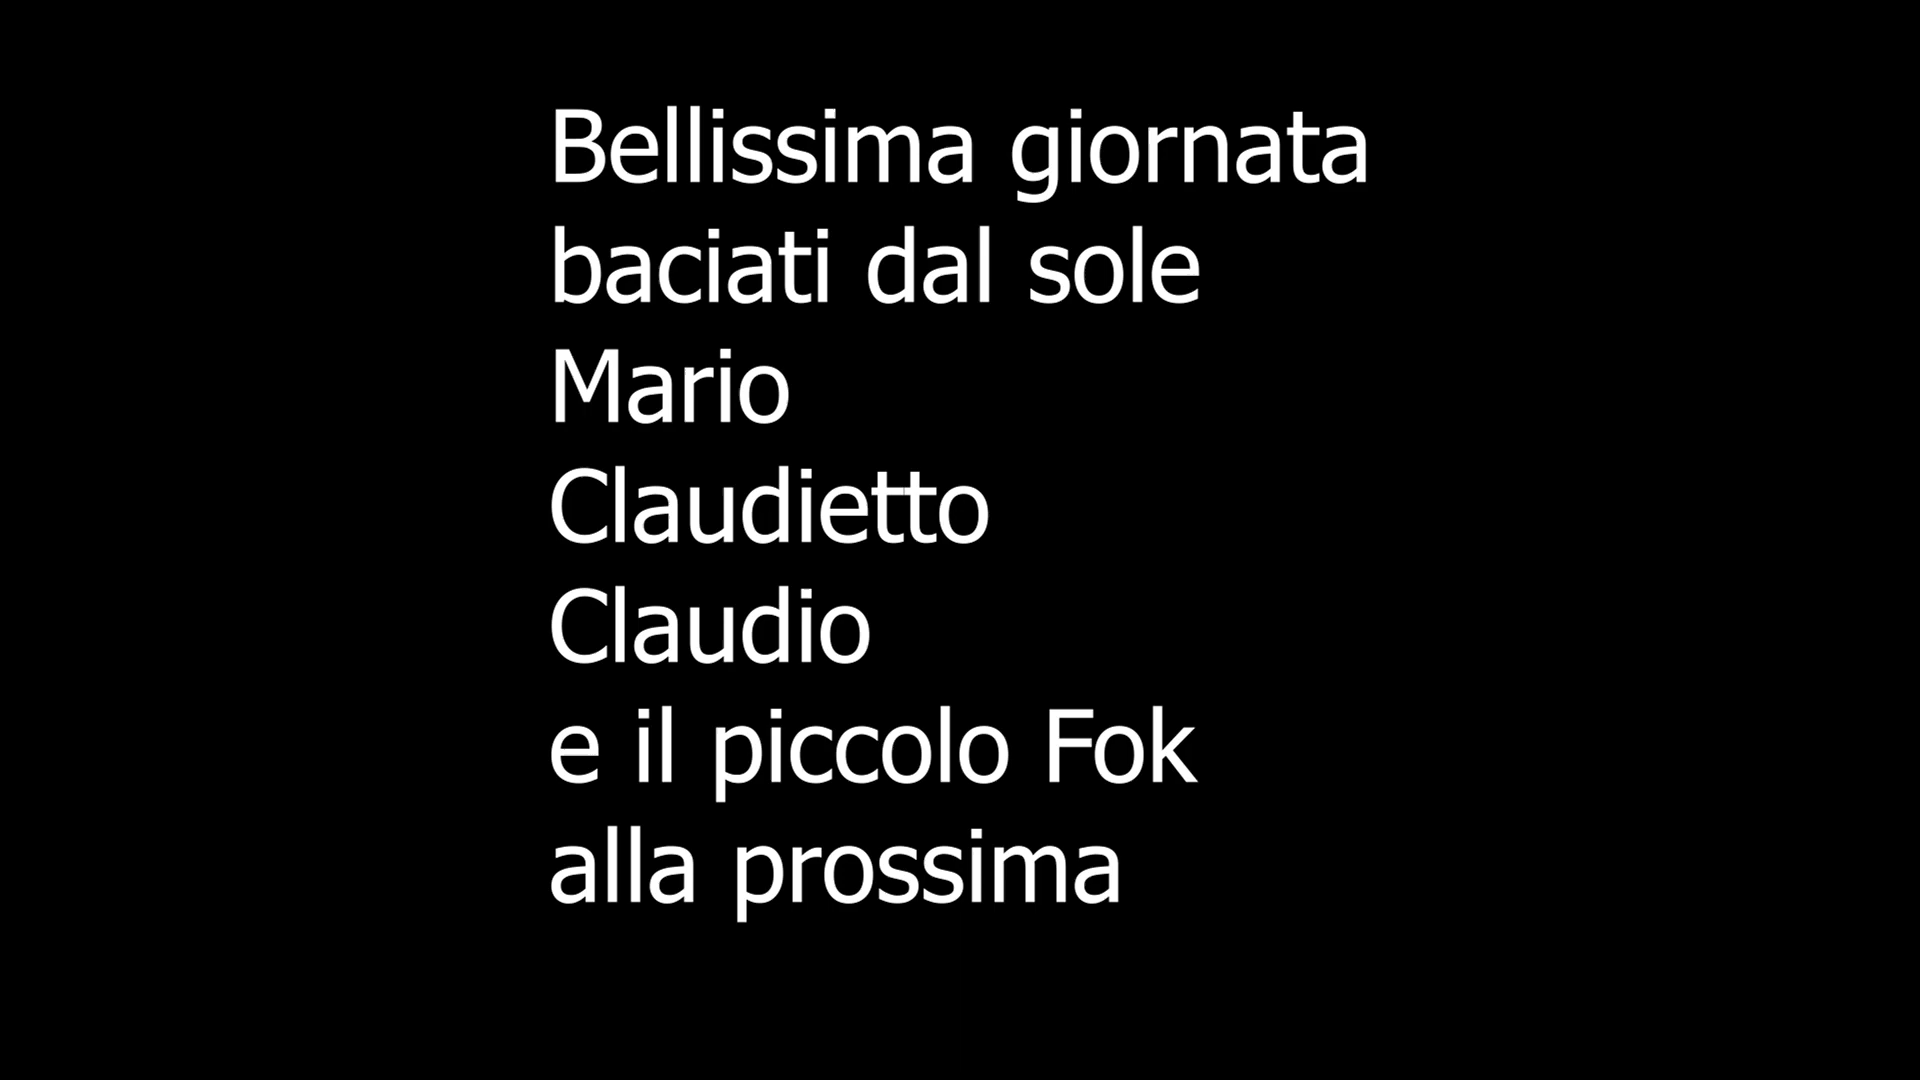 Bellissima giornata
baciati dal sole
Mario
Claudietto
Claudio
e il piccolo Fok
alla prossima